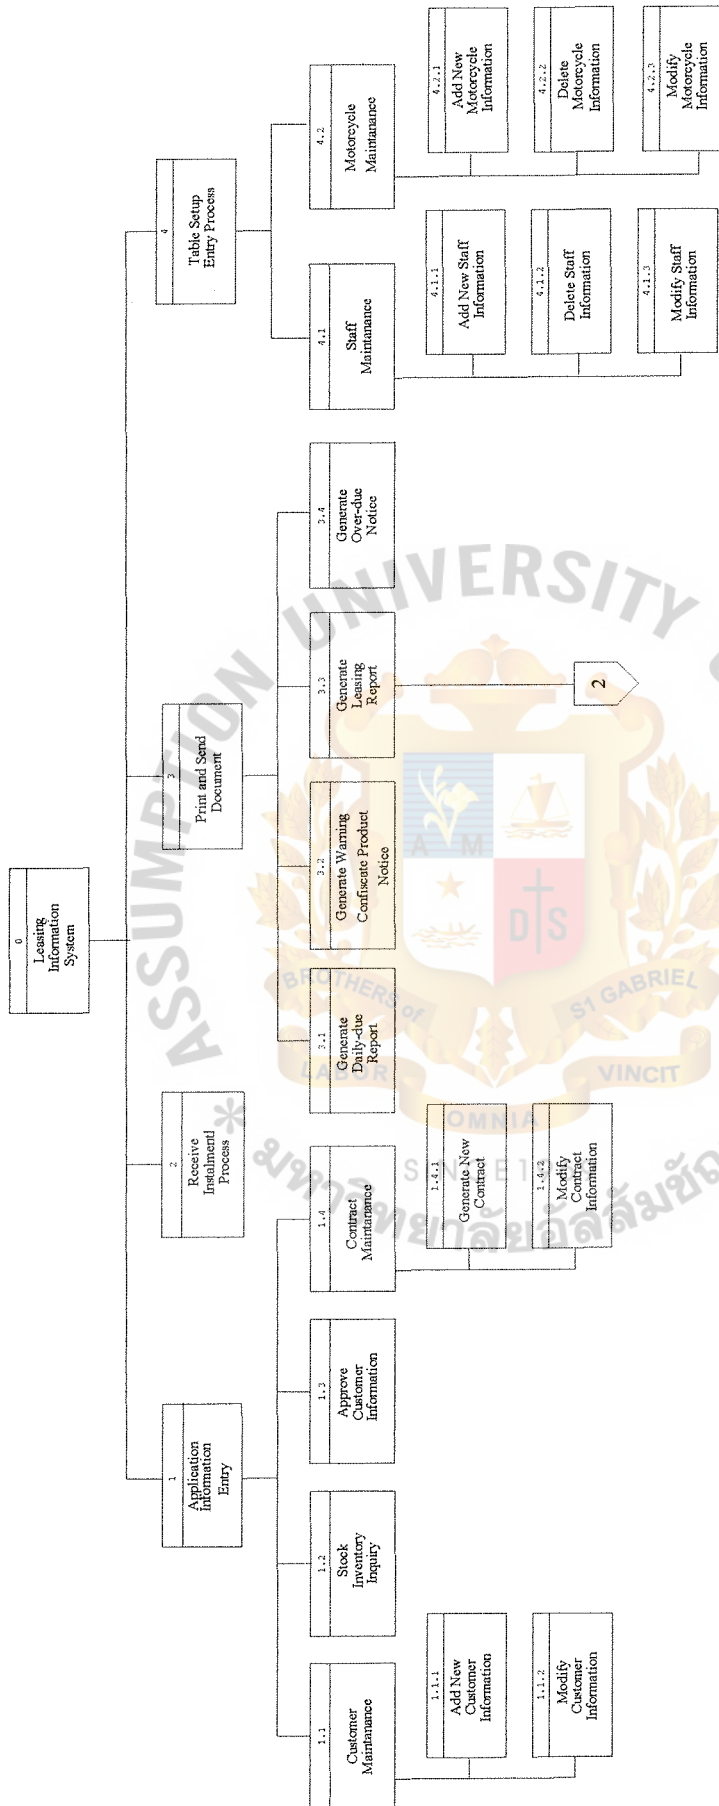 0
Leasing
Information
System
1
Application
Information
Entry
2
Receive
Instalmentl
Process
3
Print and Send
Document
4
Table Setup
Entry Process
1.1
Customer
Maintanance
1.2
Stock
Inventory
Inquiry
1.3
Approve
Customer
Information
1.4
Contract
Maintanance
3.1
Generate
Daily-due
Report
3.2
Generate Warning
Confiscate Product
Notice
3.3
Generate
Leasing
Report
3.4
Generate
Over-due
Notice
4.1
Staff
Maintanance
4.2
Motorcycle
Maintanance
1.1.1
Add New
Customer
Information
1.1.2
Modify
Customer
Information
1.4.1
Generate New
Contract
1.4.2
Modify
Contract
Information
2
4.1.1
Add New Staff
Information
4.1.2
Delete Staff
Information
4.1.3
Modify Staff
Information
4.2.1
Add New
Motorcycle
Information
4.2.2
Delete
Motorcycle
Information
4.2.3
Modify
Motorcycle
Information
ASSUMPTION UNIVERSITY
A M
D S
BROTHERS of
ST GABRIEL
LABOR
OMNIA
VINCIT